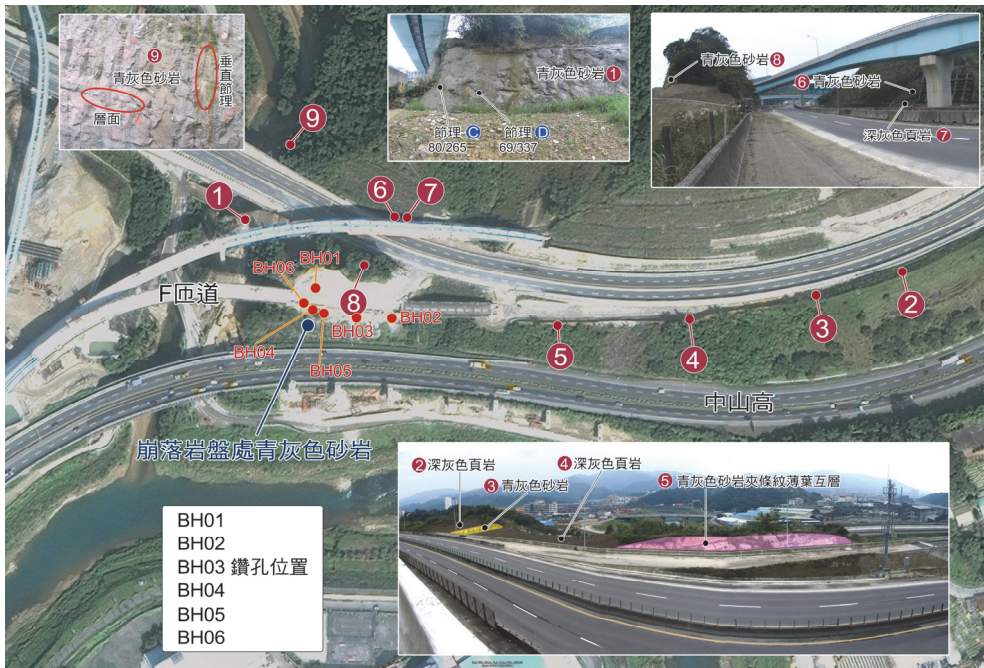 9
青灰色砂岩
垂直節理
層面
青灰色砂岩 1
節理 C
80/265
節理 D
69/337
青灰色砂岩 8
6 青灰色砂岩
深灰色頁岩 7
9
1
6
7
BH06
BH01
F匝道
8
BH03
BH02
BH04
BH05
5
4
3
2
中山高
崩落岩盤處青灰色砂岩
BH01
BH02
BH03 鑽孔位置
BH04
BH05
BH06
2 深灰色頁岩
3 青灰色砂岩
4 深灰色頁岩
5 青灰色砂岩夾條紋薄葉互層